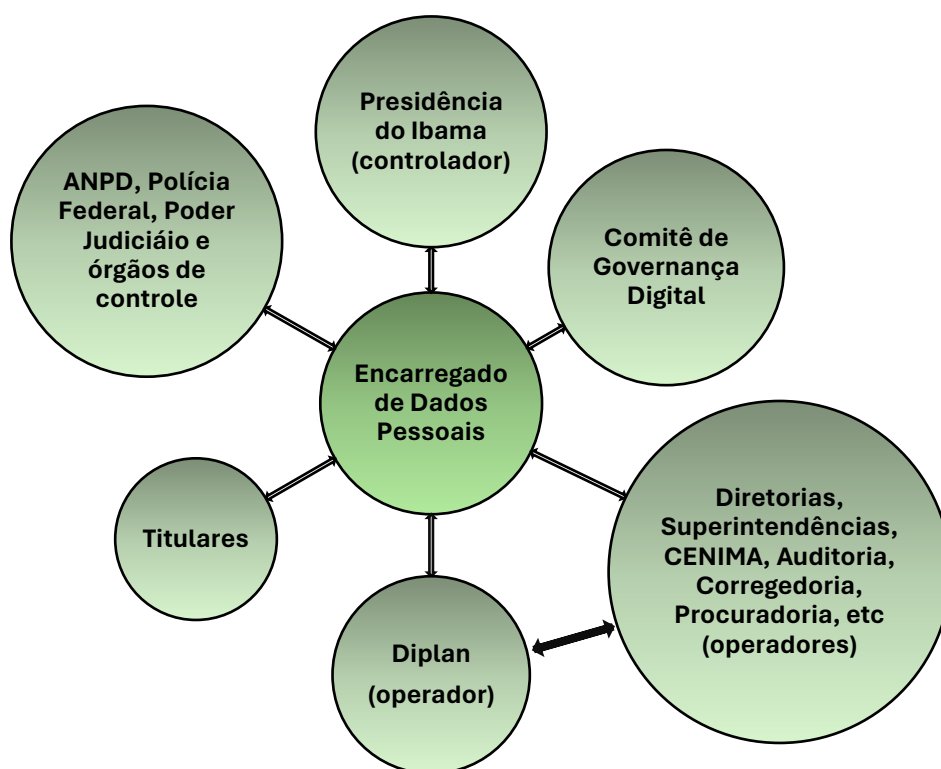 Presidência
do Ibama
(controlador)
ANPD, Polícia
Federal, Poder
Judiciáio e
órgãos de
controle
Comitê de
Governança
Digital
Encarregado
de Dados
Pessoais
Titulares
Diretorias,
Superintendências,
CENIMA, Auditoria,
Corregedoria,
Procuradoria, etc
(operadores)
Diplan
(operador)